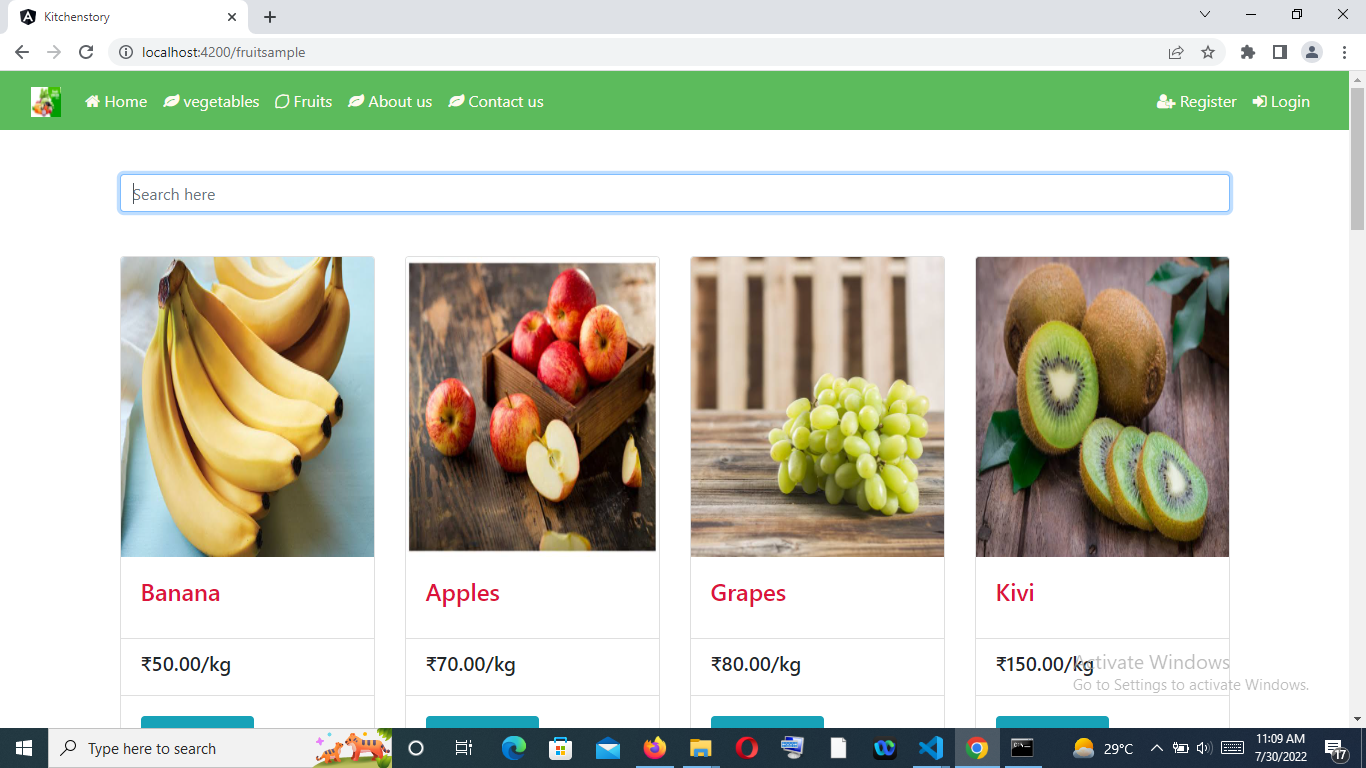 Kitchenstory
localhost:4200/fruitsample
Home vegetables Fruits About us Contact us Register Login
Search here
Banana Apples Grapes Kivi
₹50.00/kg ₹70.00/kg ₹80.00/kg ₹150.00/kg
Activate Windows
Go to Settings to activate Windows.
Type here to search
29°C
11:09 AM
7/30/2022
17